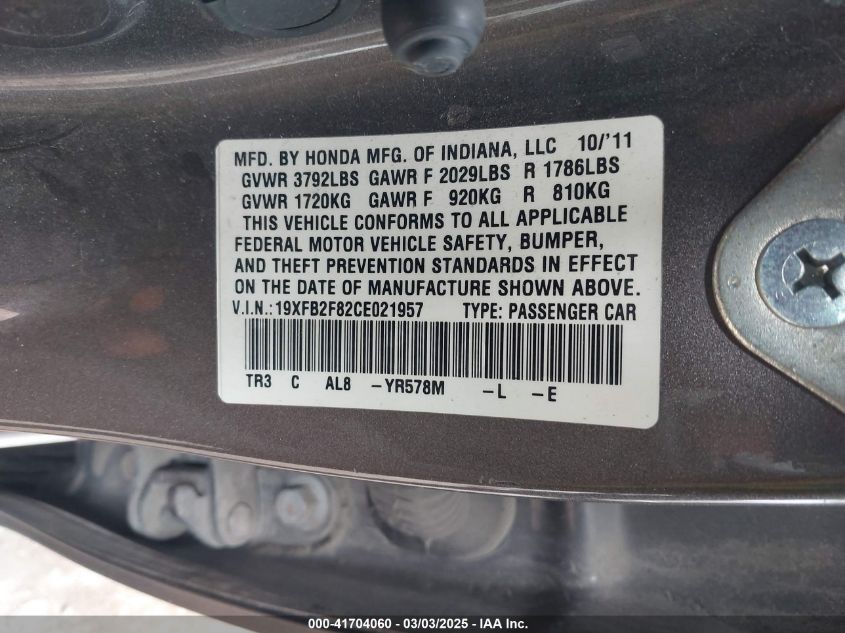 MFD. BY HONDA MFG. OF INDIANA, LLC 10/'11
GVWR 3792LBS GAWR F 2029LBS R 1786LBS
GVWR 1720KG GAWR F 920KG R 810KG
THIS VEHICLE CONFORMS TO ALL APPLICABLE
FEDERAL MOTOR VEHICLE SAFETY, BUMPER,
AND THEFT PREVENTION STANDARDS IN EFFECT
ON THE DATE OF MANUFACTURE SHOWN ABOVE.
V.I.N.:19XFB2F82CE021957 TYPE: PASSENGER CAR
TR3 C AL8 -YR578M -L -E
000-41704060 — 03/03/2025 — IAA Inc.